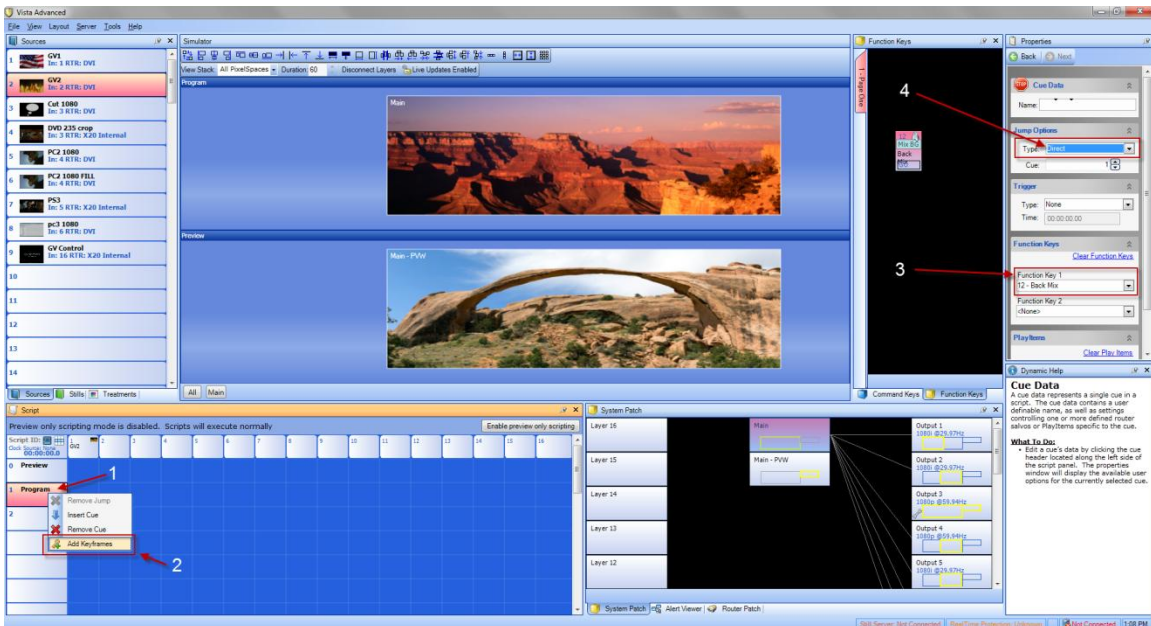 Vista Advanced
File View Layout Server Tools Help
Sources
1 GV1
In: 1 RTR: DVI
2 GV2
In: 2 RTR: DVI
3 Cut 1080
In: 3 RTR: DVI
4 DVD 235 crop
In: 3 RTR: X20 Internal
5 PC2 1080
In: 4 RTR: DVI
6 PC2 1080 FILL
In: 4 RTR: DVI
7 PS3
In: 5 RTR: X20 Internal
8 pc3 1080
In: 6 RTR: DVI
9 GV Control
In: 16 RTR: X20 Internal
10
11
12
13
14
Sources Stills Treatments
Simulator
View Stack: All PixelSpaces Duration: 60 Disconnect Layers Live Updates Enabled
Program
Main
Preview
Main - PVW
All Main
Function Keys
1 - Page One
12
Mix BG
Back
Mix
4
3
Command Keys Function Keys
Properties
Back Next
Cue Data
Name:
Jump Options
Type: Direct
Cue: 1
Trigger
Type: None
Time: 00:00:00.00
Function Keys
Clear Function Keys
Function Key 1
12 - Back Mix
Function Key 2
<None>
PlayItems
Clear Play Items
Dynamic Help
Cue Data
A cue data represents a single cue in a
script. The cue data contains a user
definable name, as well as settings
controlling one or more defined router
salvos or PlayItems specific to the cue.
What To Do:
• Edit a cue's data by clicking the cue
header located along the left side of
the script panel. The properties
window will display the available user
options for the currently selected cue.
Script
Preview only scripting mode is disabled. Scripts will execute normally
Enable preview only scripting
Script ID:
Clock Source: None
00:00:00.0
1 GV2 2 3 4 5 6 7 8 9 10 11 12 13 14 15 16
0 Preview
1 Program
2
1
Remove Jump
Insert Cue
Remove Cue
Add Keyframes
2
System Patch
Layer 16
Layer 15
Layer 14
Layer 13
Layer 12
Main
Main - PVW
Output 1
1080i @29.97Hz
Output 2
1080i @29.97Hz
Output 3
1080p @59.94Hz
Output 4
1080p @59.94Hz
Output 5
1080i @29.97Hz
System Patch Alert Viewer Router Patch
Still Server: Not Connected RealTime Protection: Unknown Not Connected 1:08 PM